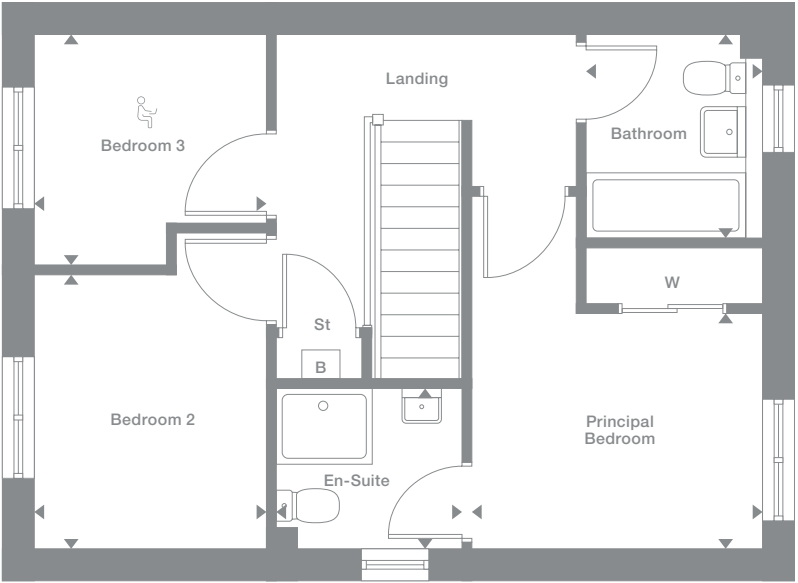 Landing
Bedroom 3
Bathroom
W
St
B
Bedroom 2
Principal
Bedroom
En-Suite